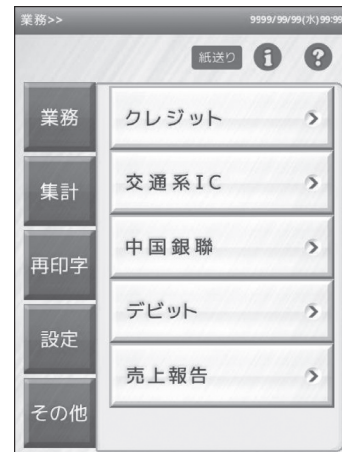 業務>> 9999/99/99(水)99:99
紙送り i ?
業務
集計
再印字
設定
その他
クレジット >
交通系IC >
中国銀聯 >
デビット >
売上報告 >